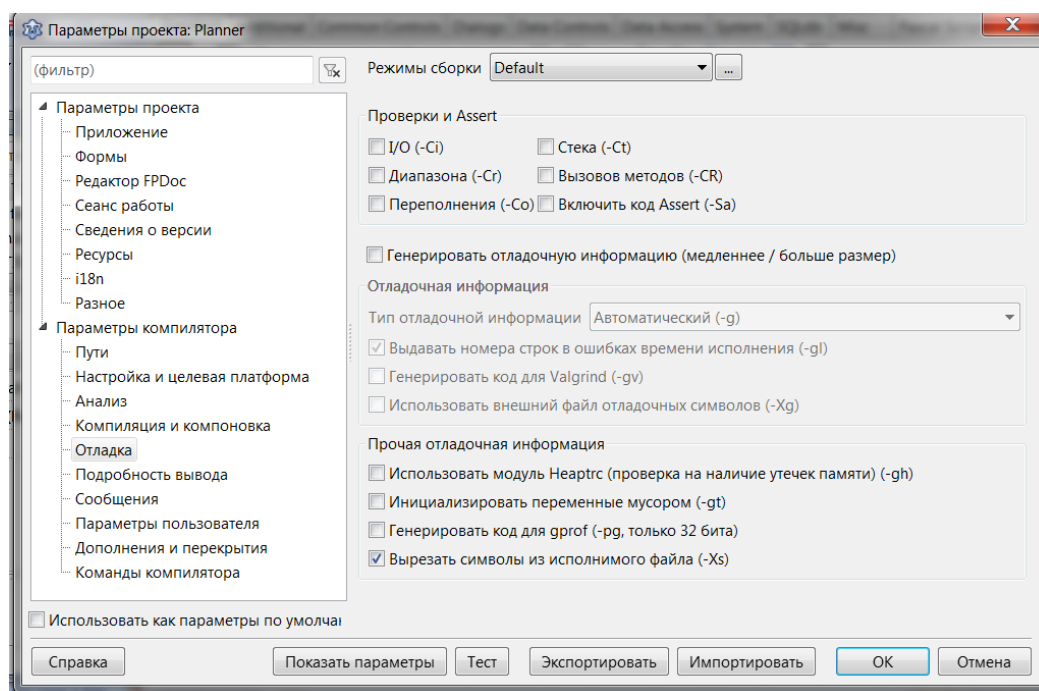 Параметры проекта: Planner
(фильтр)
Режимы сборки Default ...
Параметры проекта
Приложение
Формы
Редактор FPDoc
Сеанс работы
Сведения о версии
Ресурсы
i18n
Разное
Параметры компилятора
Пути
Настройка и целевая платформа
Анализ
Компиляция и компоновка
Отладка
Подробность вывода
Сообщения
Параметры пользователя
Дополнения и перекрытия
Команды компилятора
Проверки и Assert
I/O (-Ci) Стека (-Ct)
Диапазона (-Cr) Вызовов методов (-CR)
Переполнения (-Co) Включить код Assert (-Sa)
Генерировать отладочную информацию (медленнее / больше размер)
Отладочная информация
Тип отладочной информации Автоматический (-g)
Выдавать номера строк в ошибках времени исполнения (-gl)
Генерировать код для Valgrind (-gv)
Использовать внешний файл отладочных символов (-Xg)
Прочая отладочная информация
Использовать модуль Heaptrc (проверка на наличие утечек памяти) (-gh)
Инициализировать переменные мусором (-gt)
Генерировать код для gprof (-pg, только 32 бита)
Вырезать символы из исполнимого файла (-Xs)
Использовать как параметры по умолчан
Справка Показать параметры Тест Экспортировать Импортировать OK Отмена